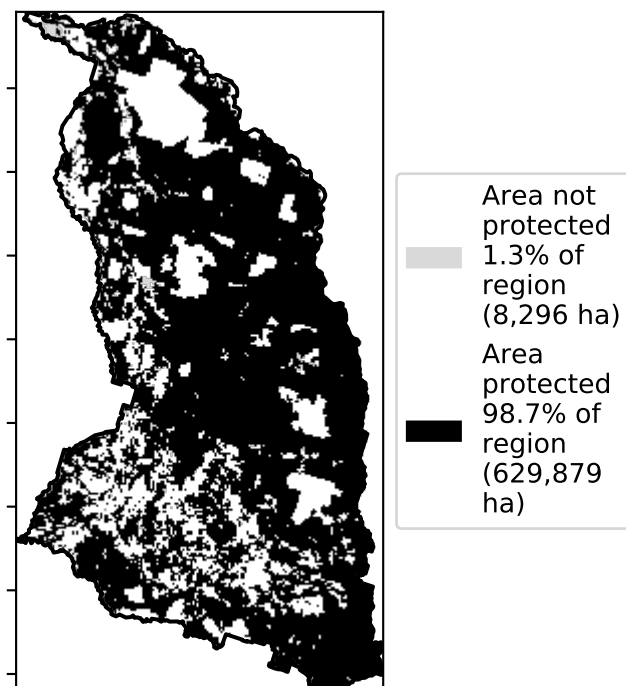 Area not
protected
1.3% of
region
(8,296 ha)
Area
protected
98.7% of
region
(629,879
ha)